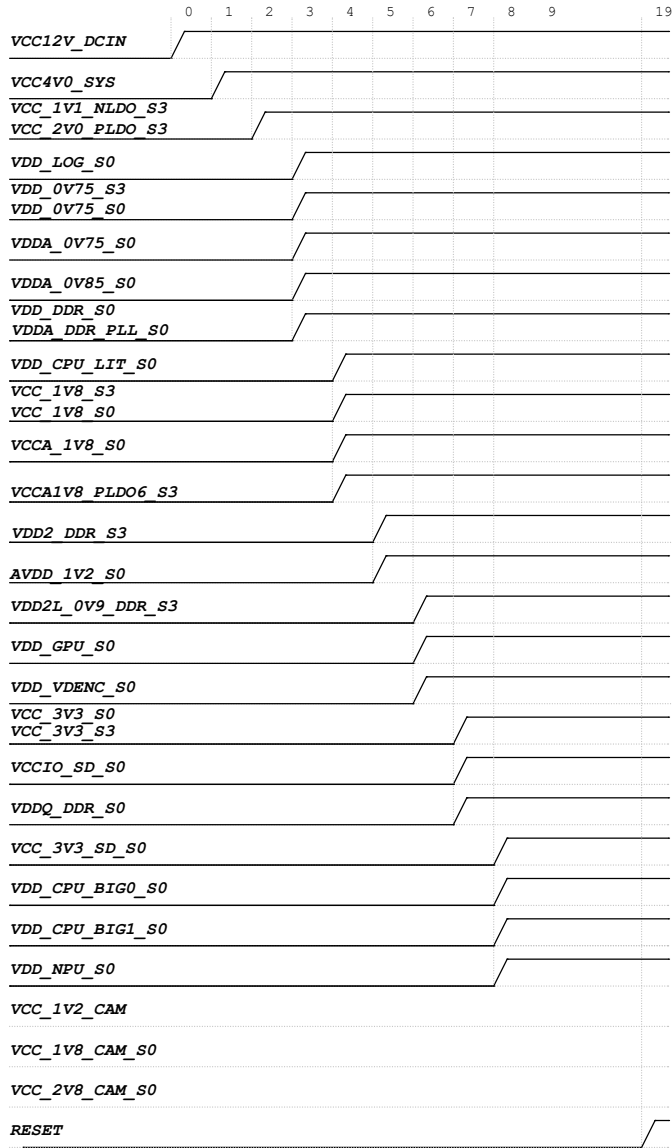 0 1 2 3 4 5 6 7 8 9 19
VCC12V_DCIN
VCC4V0_SYS
VCC_1V1_NLDO_S3
VCC_2V0_PLDO_S3
VDD_LOG_S0
VDD_0V75_S3
VDD_0V75_S0
VDDA_0V75_S0
VDDA_0V85_S0
VDD_DDR_S0
VDDA_DDR_PLL_S0
VDD_CPU_LIT_S0
VCC_1V8_S3
VCC_1V8_S0
VCCA_1V8_S0
VCCA1V8_PLDO6_S3
VDD2_DDR_S3
AVDD_1V2_S0
VDD2L_0V9_DDR_S3
VDD_GPU_S0
VDD_VDENC_S0
VCC_3V3_S0
VCC_3V3_S3
VCCIO_SD_S0
VDDQ_DDR_S0
VCC_3V3_SD_S0
VDD_CPU_BIG0_S0
VDD_CPU_BIG1_S0
VDD_NPU_S0
VCC_1V2_CAM
VCC_1V8_CAM_S0
VCC_2V8_CAM_S0
RESET